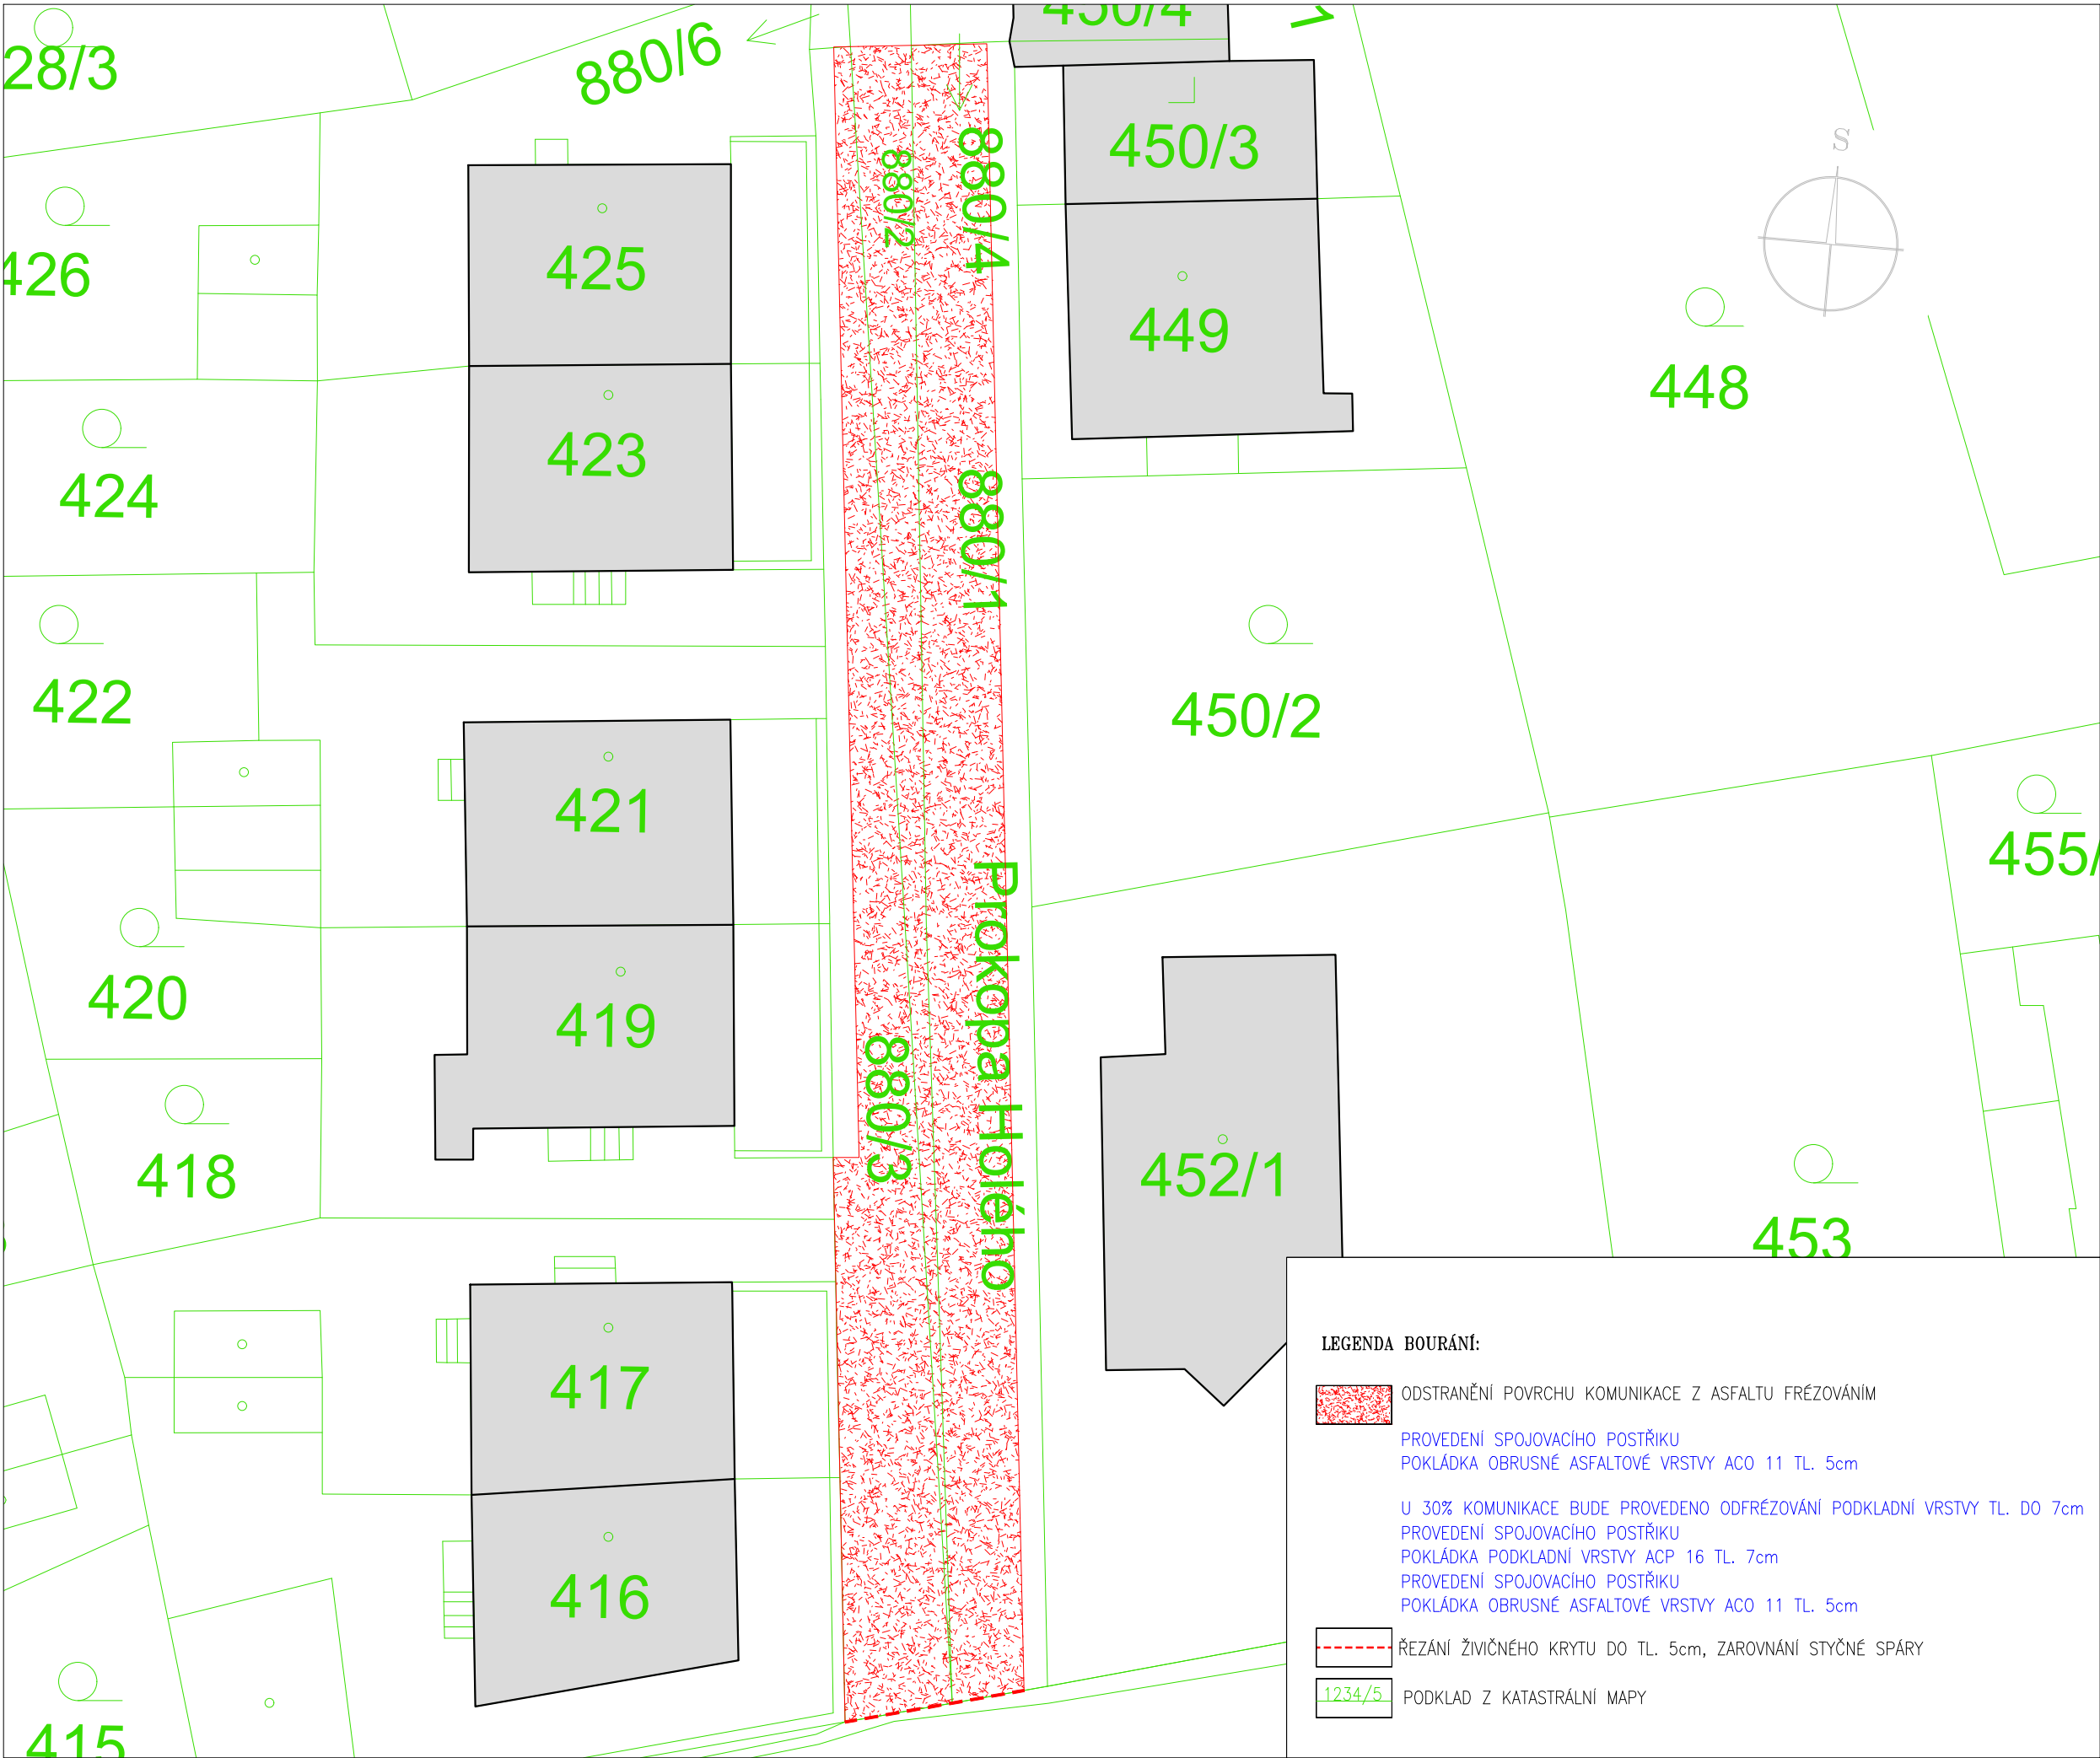 450/4
28/3
880/6
450/3
S
880/2
880/4
425
426
449
448
423
424
880/1
422
450/2
421
455/
Prokopa Holého
420
419
880/3
418
452/1
453
417
416
415
LEGENDA BOURÁNÍ:
ODSTRANĚNÍ POVRCHU KOMUNIKACE Z ASFALTU FRÉZOVÁNÍM
PROVEDENÍ SPOJOVACÍHO POSTŘIKU
POKLÁDKA OBRUSNÉ ASFALTOVÉ VRSTVY ACO 11 TL. 5cm
U 30% KOMUNIKACE BUDE PROVEDENO ODFRÉZOVÁNÍ PODKLADNÍ VRSTVY TL. DO 7cm
PROVEDENÍ SPOJOVACÍHO POSTŘIKU
POKLÁDKA PODKLADNÍ VRSTVY ACP 16 TL. 7cm
PROVEDENÍ SPOJOVACÍHO POSTŘIKU
POKLÁDKA OBRUSNÉ ASFALTOVÉ VRSTVY ACO 11 TL. 5cm
ŘEZÁNÍ ŽIVIČNÉHO KRYTU DO TL. 5cm, ZAROVNÁNÍ STYČNÉ SPÁRY
1234/5 PODKLAD Z KATASTRÁLNÍ MAPY